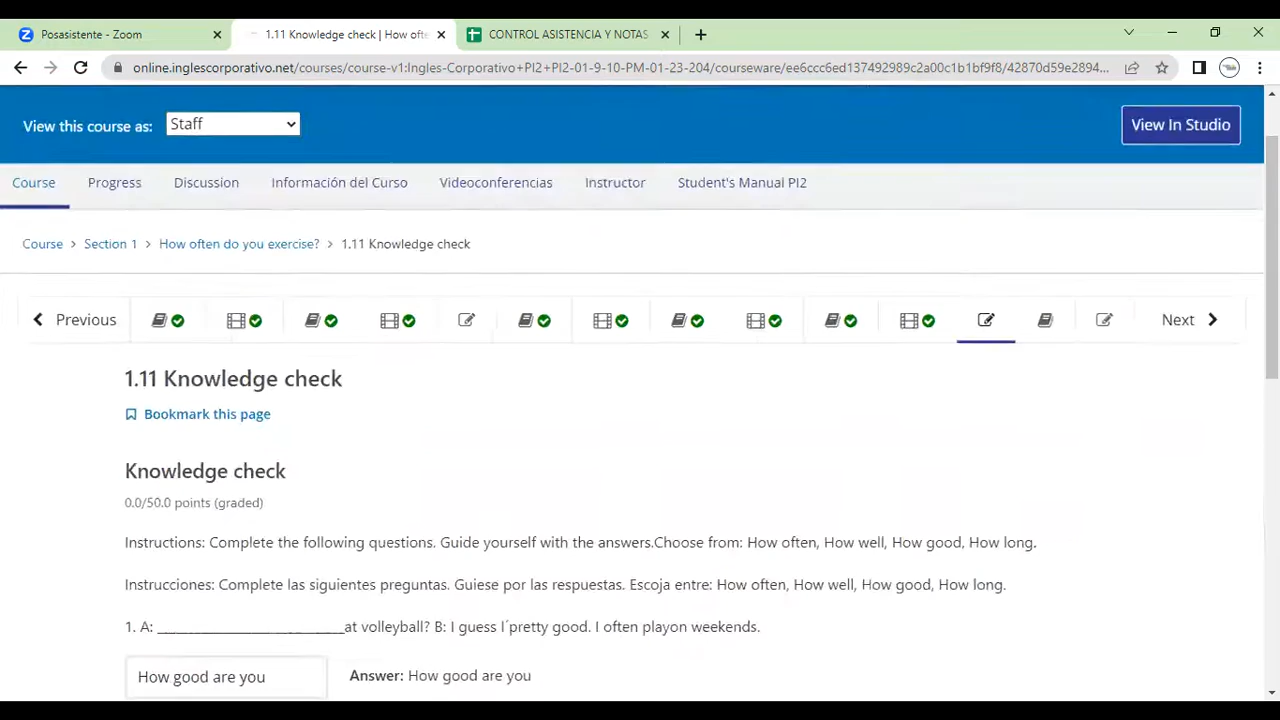 Posasistente - Zoom
1.11 Knowledge check | How ofte
CONTROL ASISTENCIA Y NOTAS
online.inglescorporativo.net/courses/course-v1:Ingles-Corporativo+PI2+PI2-01-9-10-PM-01-23-204/courseware/ee6ccc6ed137492989c2a00c1b1bf9f8/42870d59e2894...
View this course as:
Staff
View In Studio
Course
Progress
Discussion
Información del Curso
Videoconferencias
Instructor
Student's Manual PI2
Course > Section 1 > How often do you exercise? > 1.11 Knowledge check
Previous
Next
1.11 Knowledge check
Bookmark this page
Knowledge check
0.0/50.0 points (graded)
Instructions: Complete the following questions. Guide yourself with the answers.Choose from: How often, How well, How good, How long.
Instrucciones: Complete las siguientes preguntas. Guiese por las respuestas. Escoja entre: How often, How well, How good, How long.
1. A: _________________________at volleyball? B: I guess I´pretty good. I often playon weekends.
How good are you
Answer: How good are you